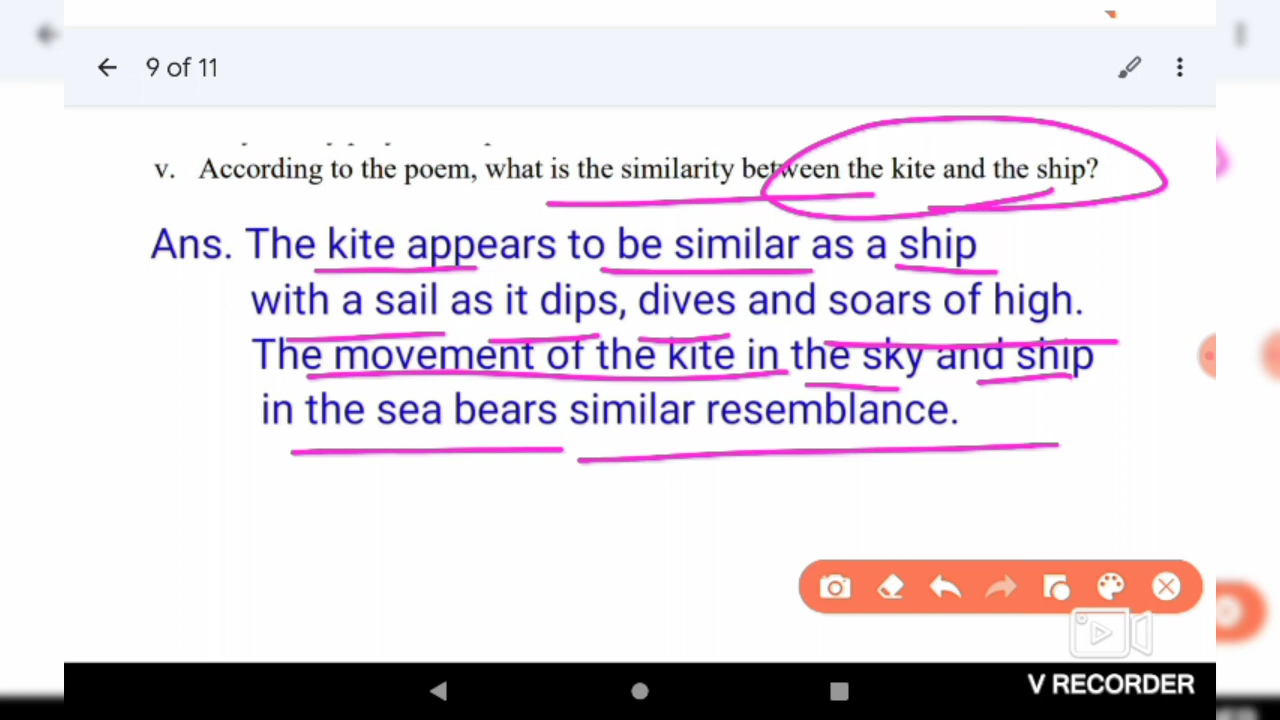 9 of 11
v. According to the poem, what is the similarity between the kite and the ship?
Ans. The kite appears to be similar as a ship
with a sail as it dips, dives and soars of high.
The movement of the kite in the sky and ship
in the sea bears similar resemblance.
V RECORDER